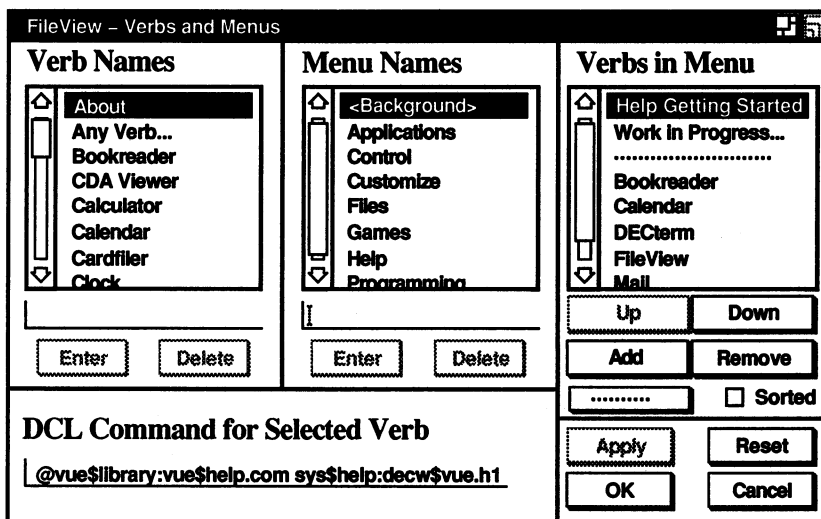 FileView – Verbs and Menus
Verb Names
About
Any Verb...
Bookreader
CDA Viewer
Calculator
Calendar
Cardfiler
Clock
Enter Delete
Menu Names
<Background>
Applications
Control
Customize
Files
Games
Help
Programming
Enter Delete
Verbs in Menu
Help Getting Started
Work in Progress...
..........................
Bookreader
Calendar
DECterm
FileView
Mail
Up Down
Add Remove
.......... Sorted
DCL Command for Selected Verb
@vue$library:vue$help.com sys$help:decw$vue.h1
Apply Reset
OK Cancel